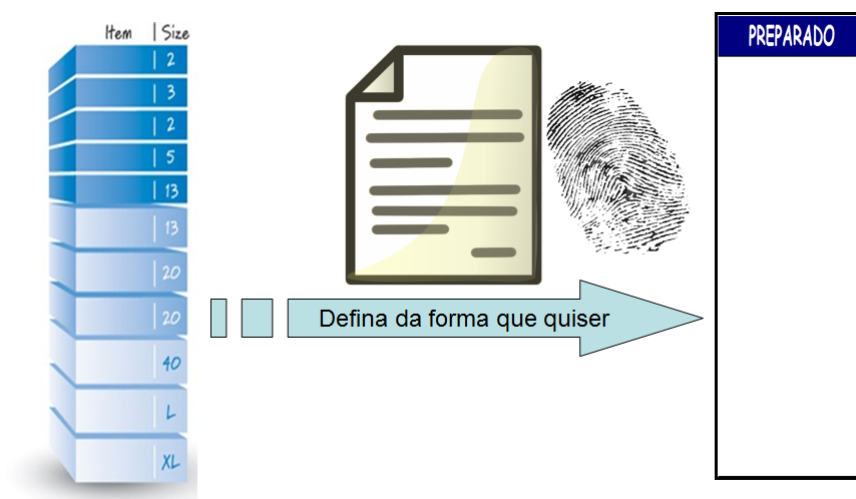 Item | Size
2
3
2
5
13
13
20
20
40
L
XL
Defina da forma que quiser
PREPARADO